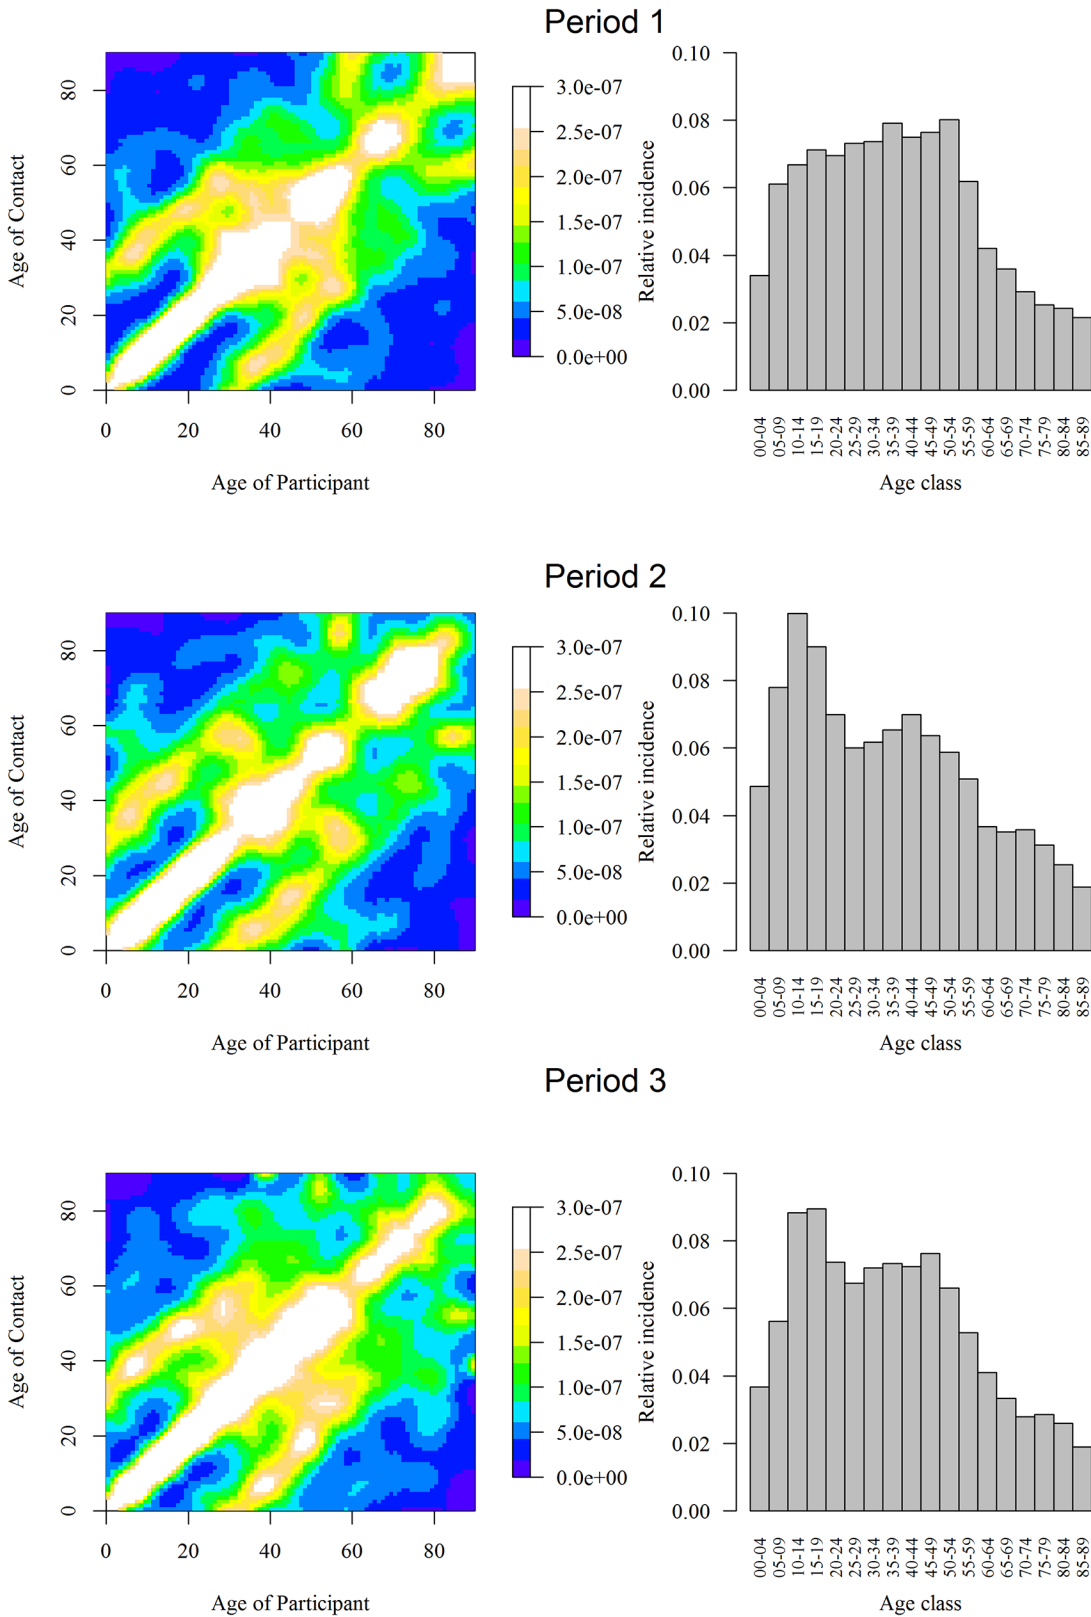 Period 1
Age of Contact
80
60
40
20
0
0 20 40 60 80
Age of Participant
3.0e-07
2.5e-07
2.0e-07
1.5e-07
1.0e-07
5.0e-08
0.0e+00
Relative incidence
0.10
0.08
0.06
0.04
0.02
0.00
00-04 05-09 10-14 15-19 20-24 25-29 30-34 35-39 40-44 45-49 50-54 55-59 60-64 65-69 70-74 75-79 80-84 85-89
Age class
Period 2
Age of Contact
80
60
40
20
0
0 20 40 60 80
Age of Participant
3.0e-07
2.5e-07
2.0e-07
1.5e-07
1.0e-07
5.0e-08
0.0e+00
Relative incidence
0.10
0.08
0.06
0.04
0.02
0.00
00-04 05-09 10-14 15-19 20-24 25-29 30-34 35-39 40-44 45-49 50-54 55-59 60-64 65-69 70-74 75-79 80-84 85-89
Age class
Period 3
Age of Contact
80
60
40
20
0
0 20 40 60 80
Age of Participant
3.0e-07
2.5e-07
2.0e-07
1.5e-07
1.0e-07
5.0e-08
0.0e+00
Relative incidence
0.10
0.08
0.06
0.04
0.02
0.00
00-04 05-09 10-14 15-19 20-24 25-29 30-34 35-39 40-44 45-49 50-54 55-59 60-64 65-69 70-74 75-79 80-84 85-89
Age class